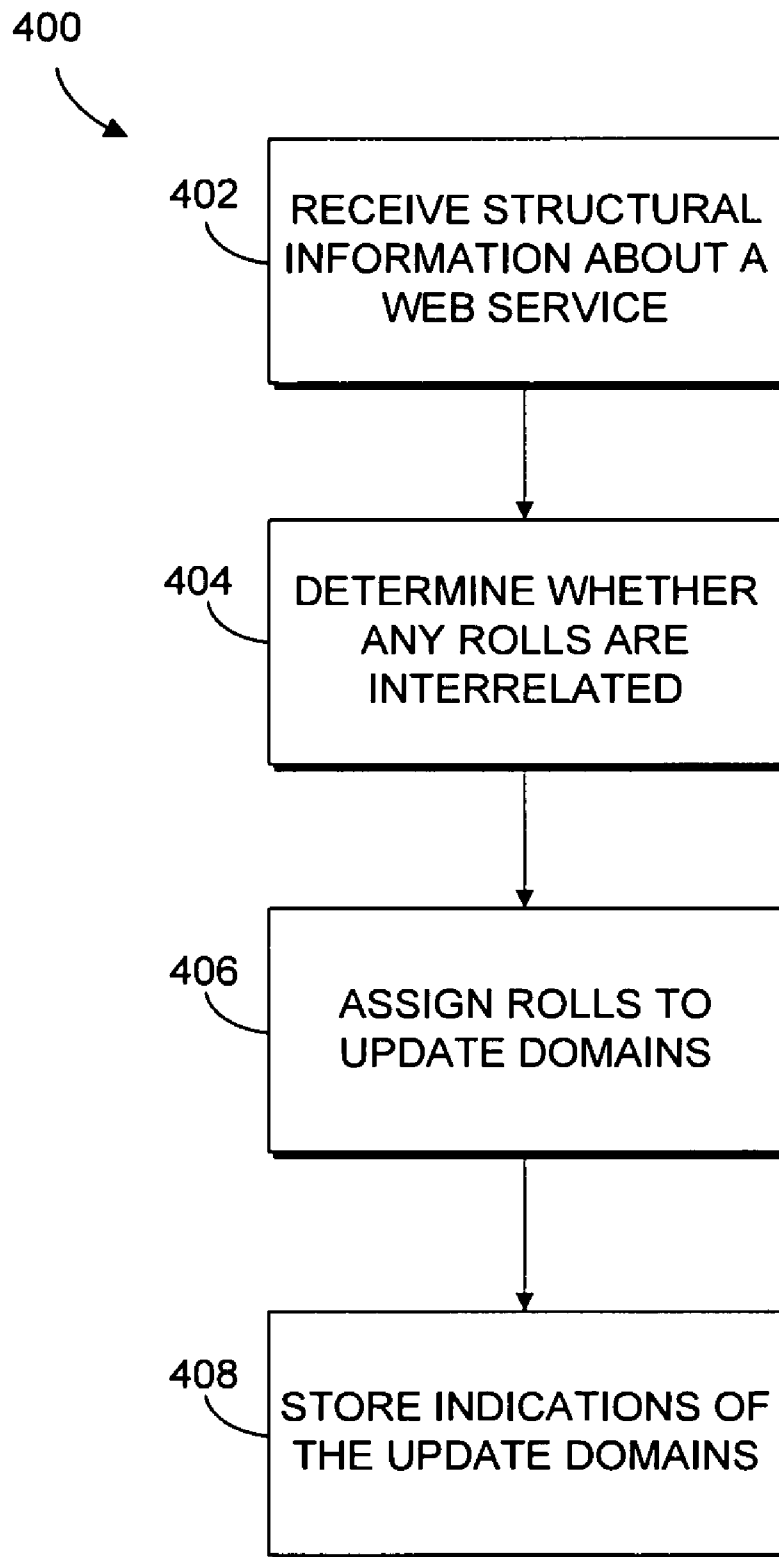 400
402
RECEIVE STRUCTURAL
INFORMATION ABOUT A
WEB SERVICE
404
DETERMINE WHETHER
ANY ROLLS ARE
INTERRELATED
406
ASSIGN ROLLS TO
UPDATE DOMAINS
408
STORE INDICATIONS OF
THE UPDATE DOMAINS